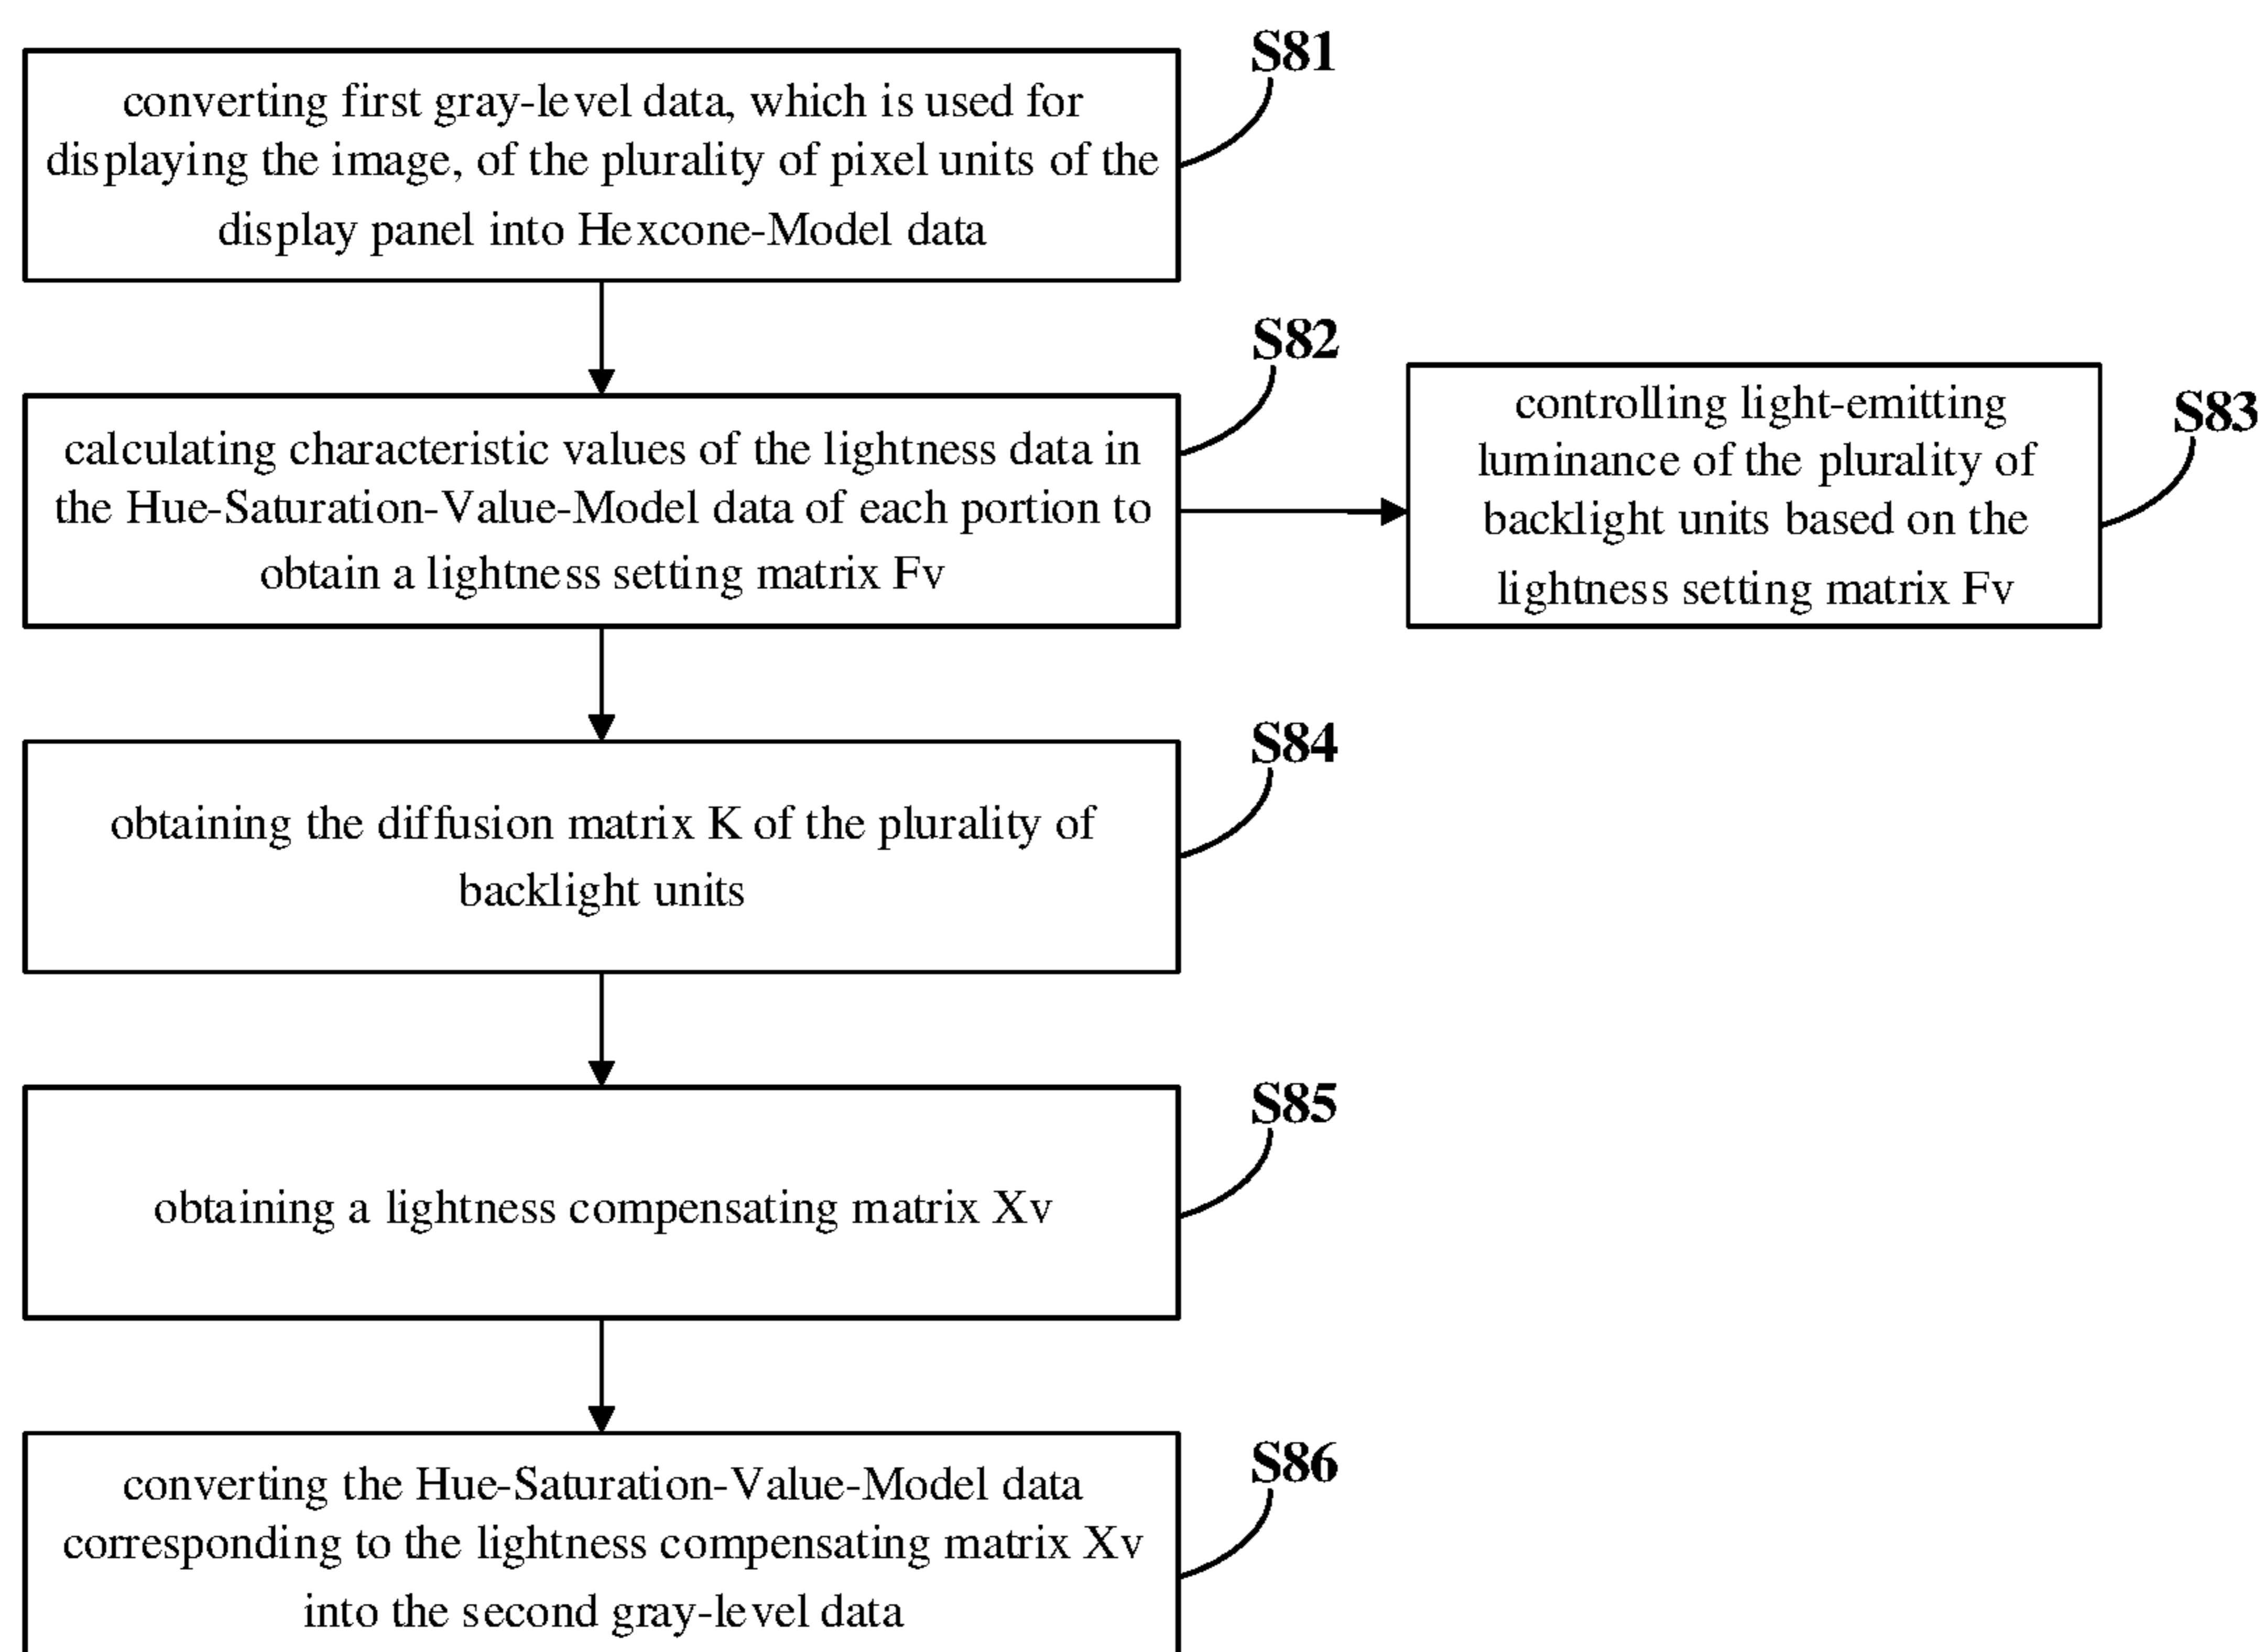 S81
converting first gray-level data, which is used for
displaying the image, of the plurality of pixel units of the
display panel into Hexcone-Model data
S82
calculating characteristic values of the lightness data in
the Hue-Saturation-Value-Model data of each portion to
obtain a lightness setting matrix Fv
S83
controlling light-emitting
luminance of the plurality of
backlight units based on the
lightness setting matrix Fv
S84
obtaining the diffusion matrix K of the plurality of
backlight units
S85
obtaining a lightness compensating matrix Xv
S86
converting the Hue-Saturation-Value-Model data
corresponding to the lightness compensating matrix Xv
into the second gray-level data